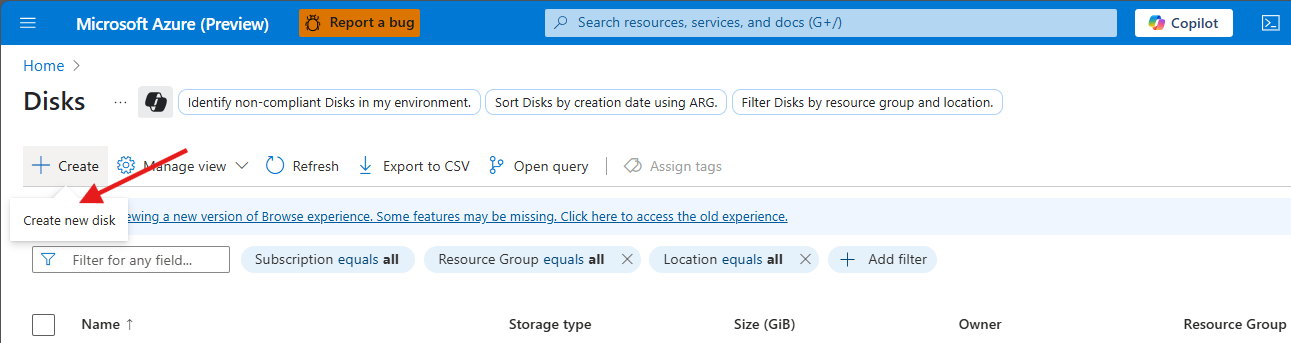 Microsoft Azure (Preview) Report a bug Search resources, services, and docs (G+/) Copilot
Home
Disks ... Identify non-compliant Disks in my environment. Sort Disks by creation date using ARG. Filter Disks by resource group and location.
Create Manage view Refresh Export to CSV Open query Assign tags
Create new disk
ewing a new version of Browse experience. Some features may be missing. Click here to access the old experience.
Filter for any field... Subscription equals all Resource Group equals all Location equals all Add filter
Name ↑ Storage type Size (GiB) Owner Resource Group